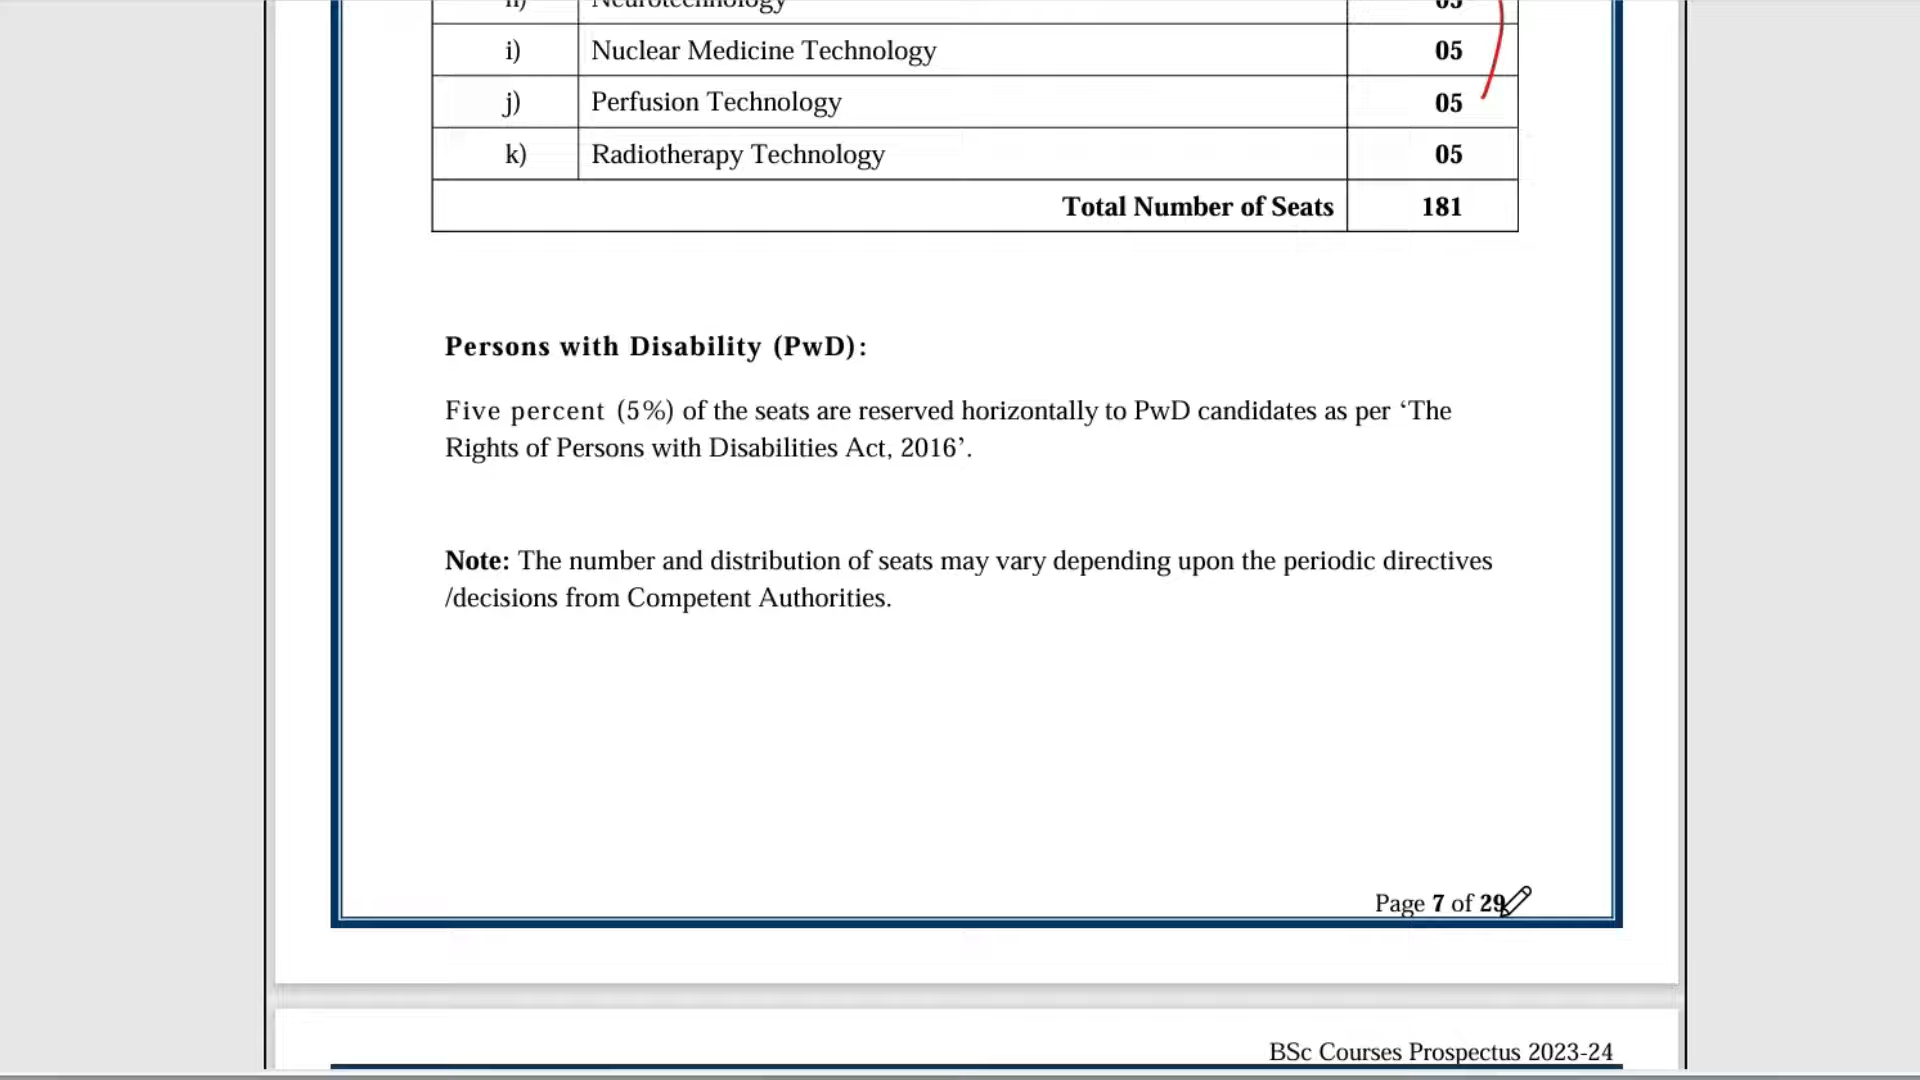 h) Neurotechnology 05
i) Nuclear Medicine Technology 05
j) Perfusion Technology 05
k) Radiotherapy Technology 05
Total Number of Seats 181
Persons with Disability (PwD):
Five percent (5%) of the seats are reserved horizontally to PwD candidates as per ‘The
Rights of Persons with Disabilities Act, 2016’.
Note: The number and distribution of seats may vary depending upon the periodic directives
/decisions from Competent Authorities.
Page 7 of 29
BSc Courses Prospectus 2023-24